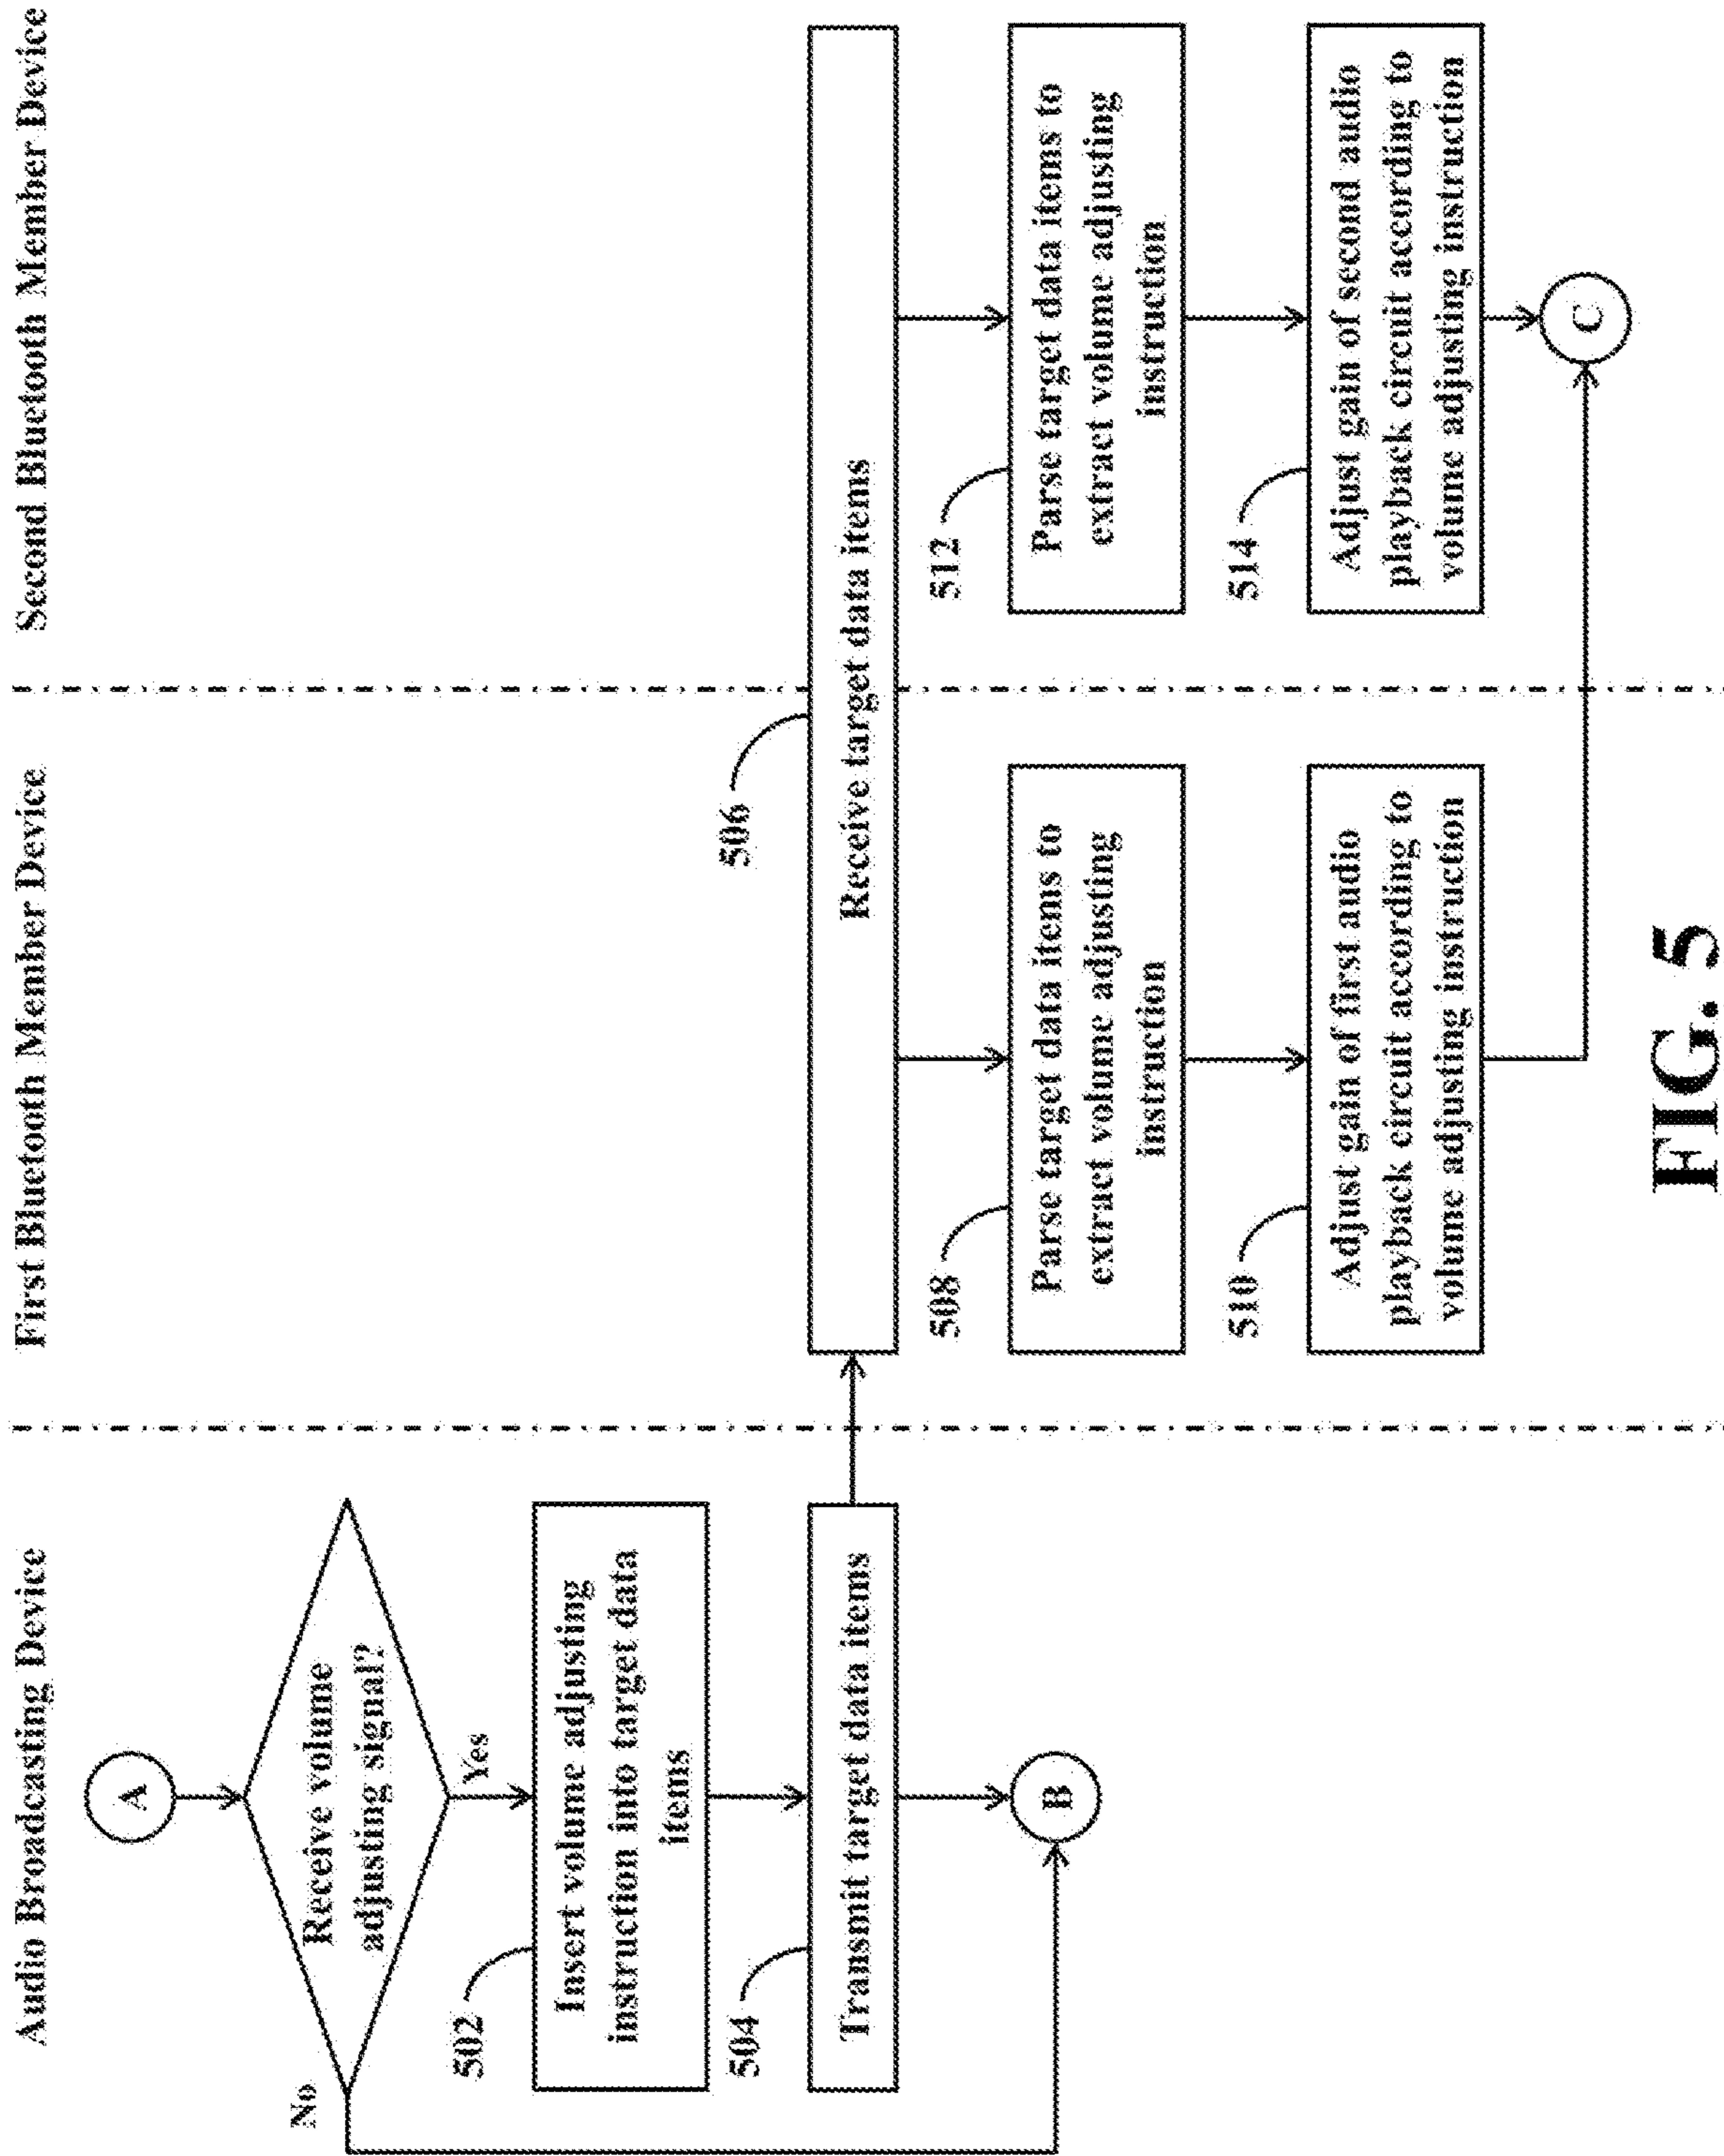 Audio Broadcasting Device
First Bluetooth Member Device
Second Bluetooth Member Device
A
Receive volume
adjusting signal?
No
Yes
502
Insert volume adjusting
instruction into target data
items
504
Transmit target data items
B
506
Receive target data items
508
Parse target data items to
extract volume adjusting
instruction
510
Adjust gain of first audio
playback circuit according to
volume adjusting instruction
512
Parse target data items to
extract volume adjusting
instruction
514
Adjust gain of second audio
playback circuit according to
volume adjusting instruction
C
FIG. 5